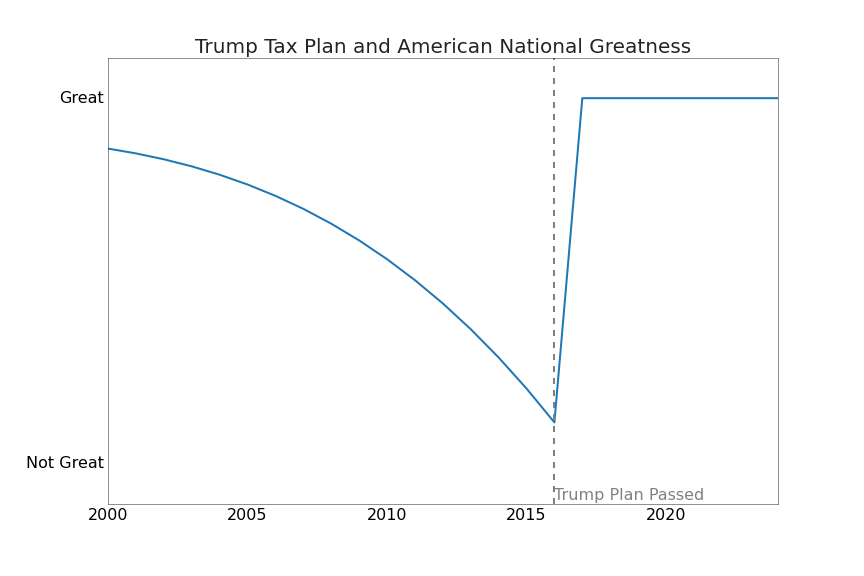 Trump Tax Plan and American National Greatness
Great
Not Great
Trump Plan Passed
2000
2005
2010
2015
2020